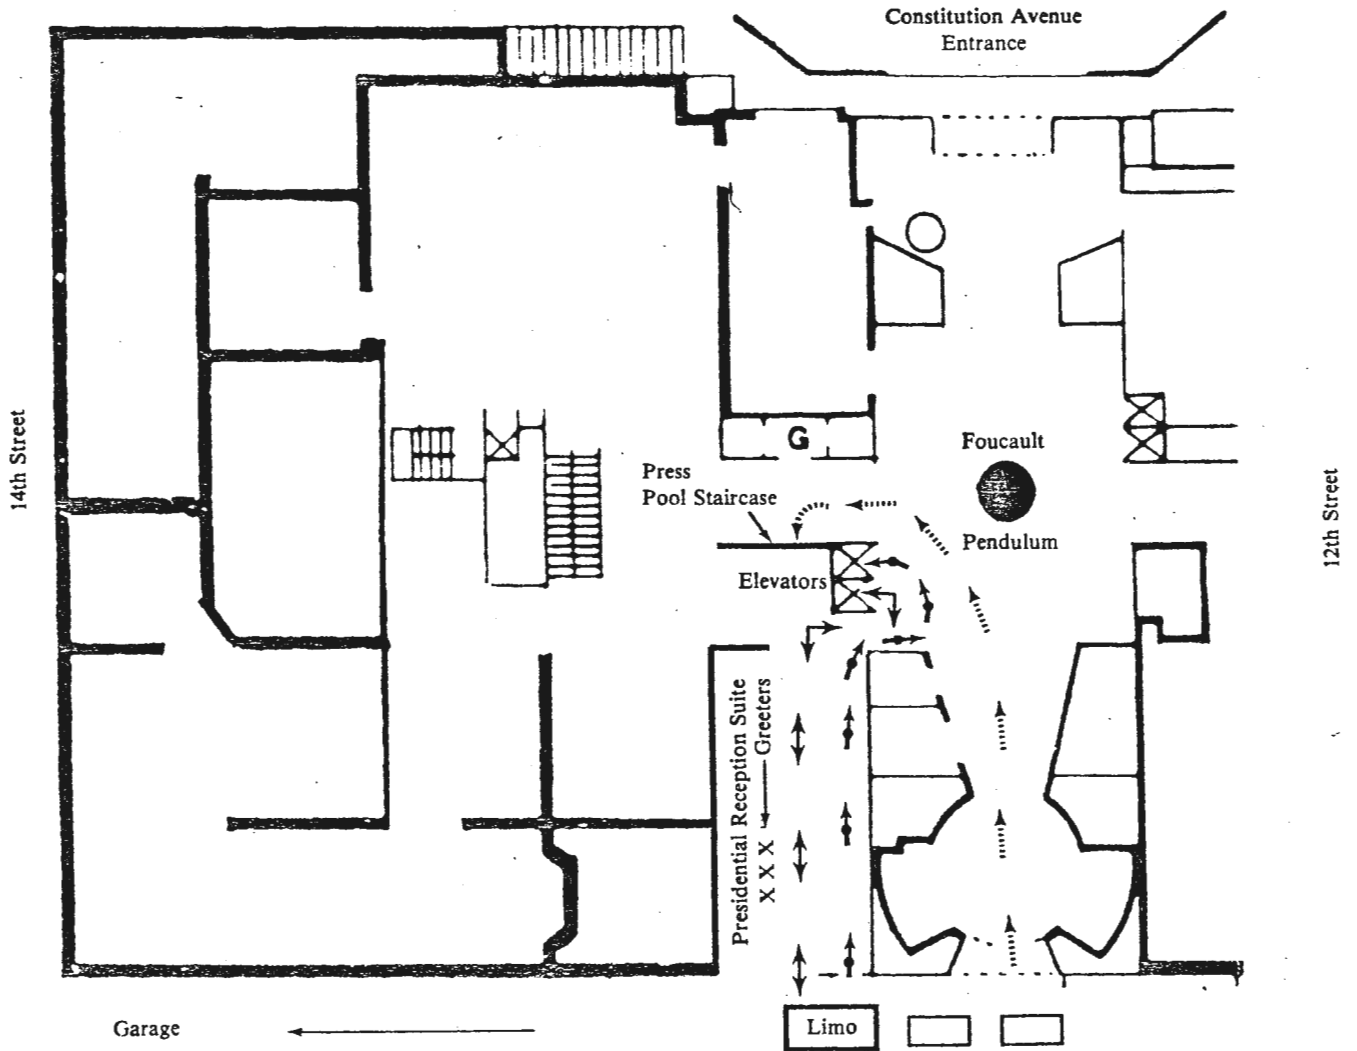 Constitution Avenue
Entrance
14th Street
G
Foucault
Pendulum
Press
Pool Staircase
12th Street
Elevators
Presidential Reception Suite
X X X Greeters
Garage
Limo